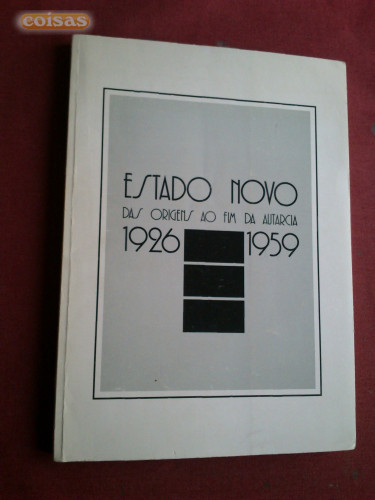 coisas
ESTADO NOVO
DAS ORIGENS AO FIM DA AUTARCIA
1926 1959